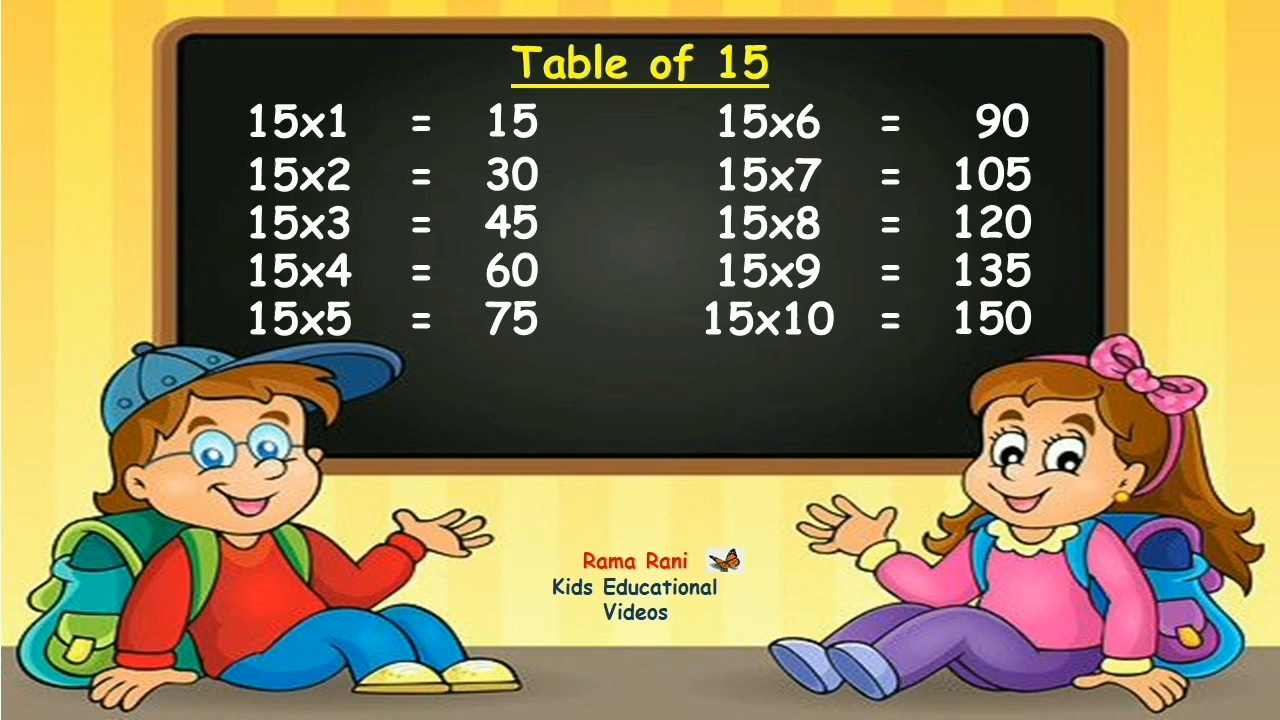 Table of 15
15x1 = 15
15x2 = 30
15x3 = 45
15x4 = 60
15x5 = 75
15x6 = 90
15x7 = 105
15x8 = 120
15x9 = 135
15x10 = 150
Rama Rani
Kids Educational
Videos